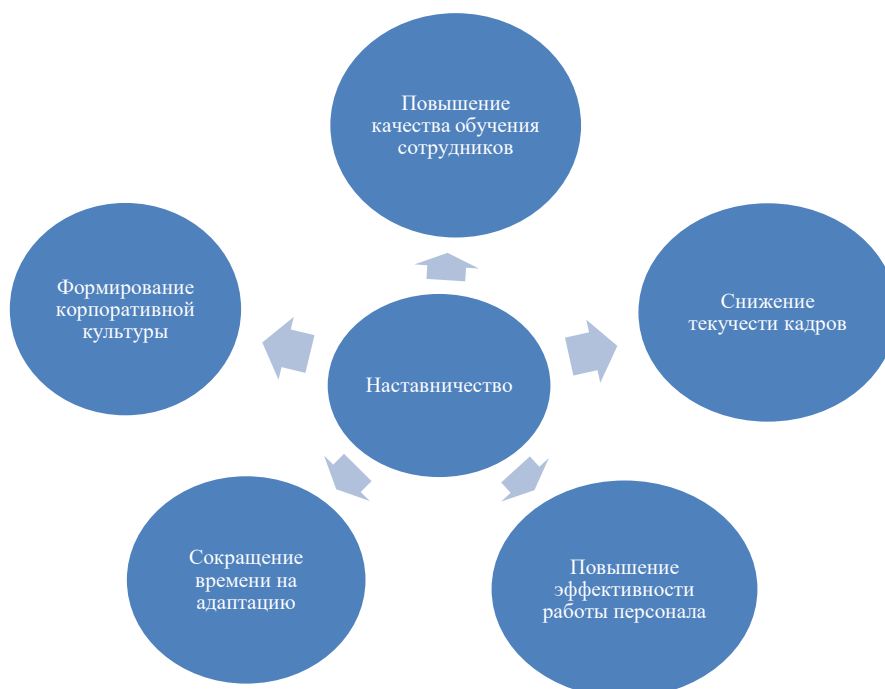 Повышение
качества обучения
сотрудников
Формирование
корпоративной
культуры
Снижение
текучести кадров
Наставничество
Сокращение
времени на
адаптацию
Повышение
эффективности
работы персонала